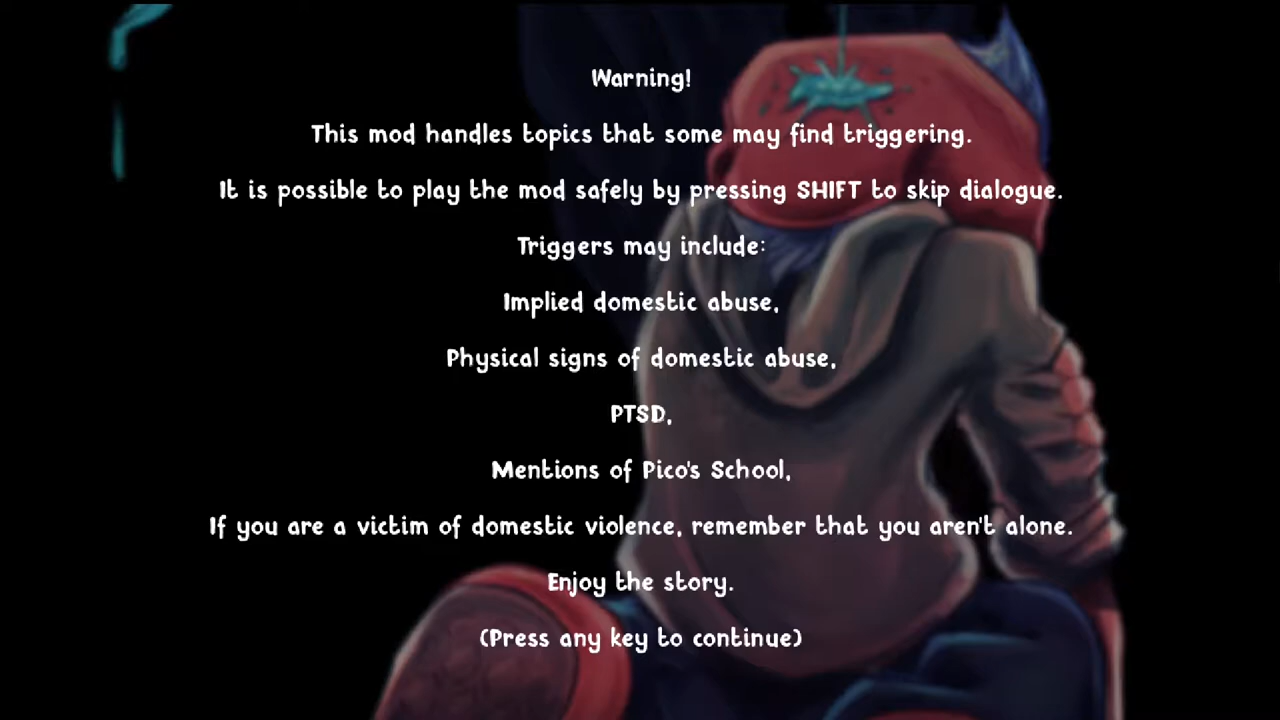 Warning!
This mod handles topics that some may find triggering.
It is possible to play the mod safely by pressing SHIFT to skip dialogue.
Triggers may include:
Implied domestic abuse,
Physical signs of domestic abuse,
PTSD,
Mentions of Pico's School,
If you are a victim of domestic violence, remember that you aren't alone.
Enjoy the story.
(Press any key to continue)